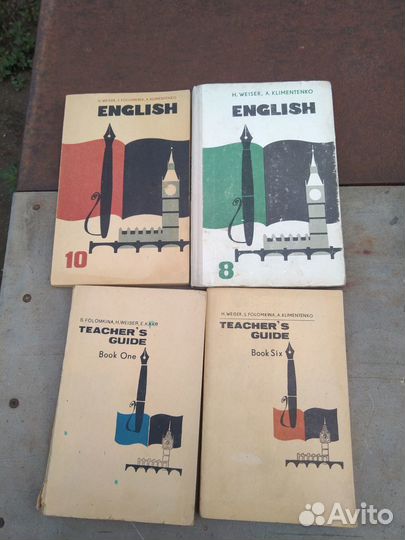 H. WEISER, S. FOLOMKINA, A. KLIMENTENKO
ENGLISH
10
H. WEISER, A. KLIMENTENKO
ENGLISH
8
S. FOLOMKINA, H. WEISER, E. KAAR
TEACHER'S
GUIDE
Book One
H. WEISER, S. FOLOMKINA, A. KLIMENTENKO
TEACHER'S
GUIDE
Book Six
Avito